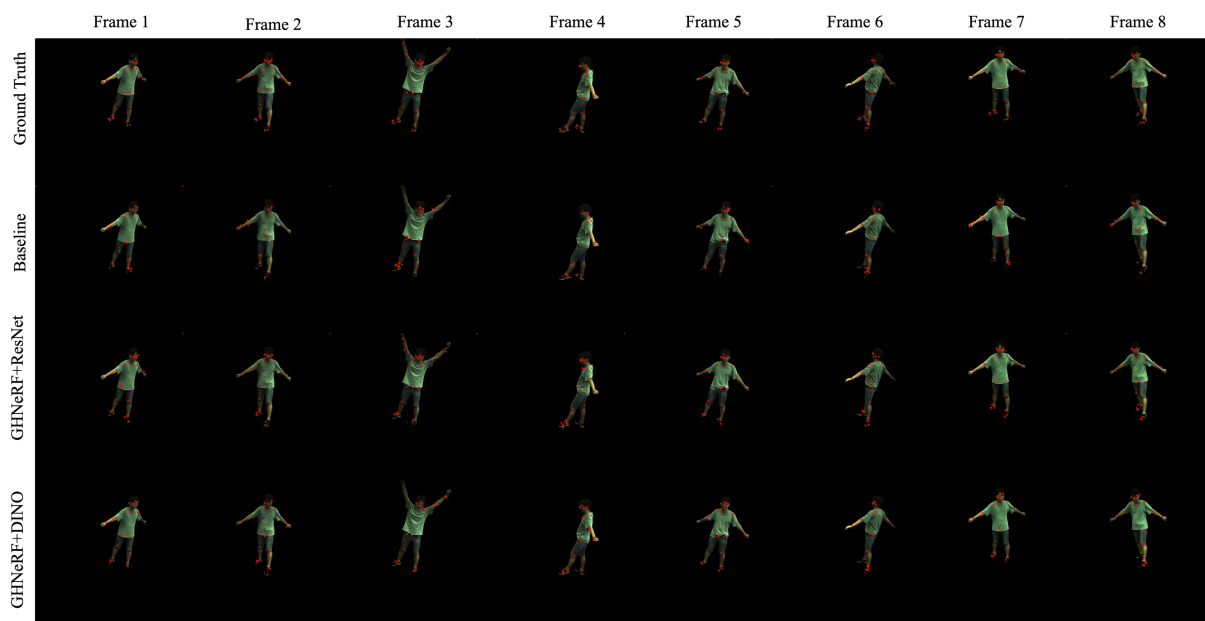 Frame 1
Frame 2
Frame 3
Frame 4
Frame 5
Frame 6
Frame 7
Frame 8
Ground Truth
Baseline
GHNeRF+ResNet
GHNeRF+DINO